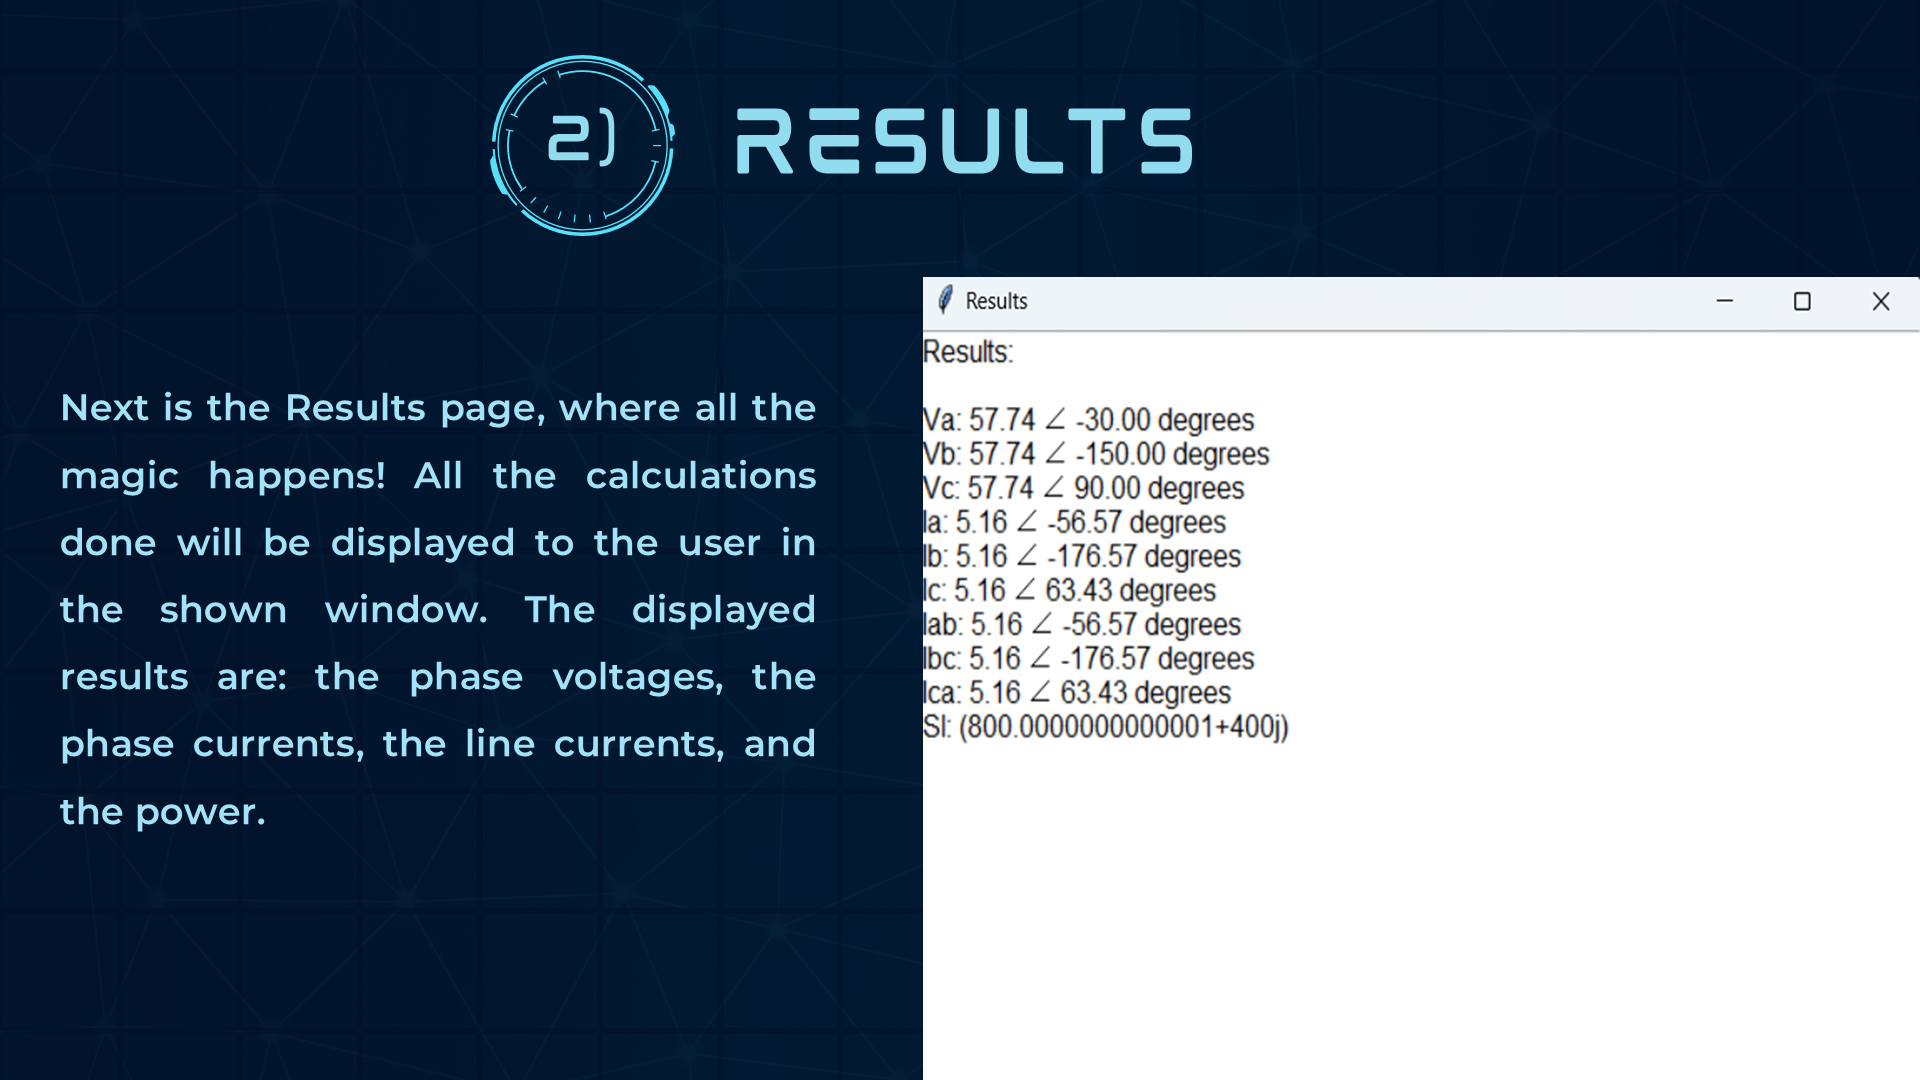 2) RESULTS
Next is the Results page, where all the
magic happens! All the calculations
done will be displayed to the user in
the shown window. The displayed
results are: the phase voltages, the
phase currents, the line currents, and
the power.
Results
Results:
Va: 57.74 ∠ -30.00 degrees
Vb: 57.74 ∠ -150.00 degrees
Vc: 57.74 ∠ 90.00 degrees
Ia: 5.16 ∠ -56.57 degrees
Ib: 5.16 ∠ -176.57 degrees
Ic: 5.16 ∠ 63.43 degrees
Iab: 5.16 ∠ -56.57 degrees
Ibc: 5.16 ∠ -176.57 degrees
Ica: 5.16 ∠ 63.43 degrees
Sl: (800.0000000000001+400j)